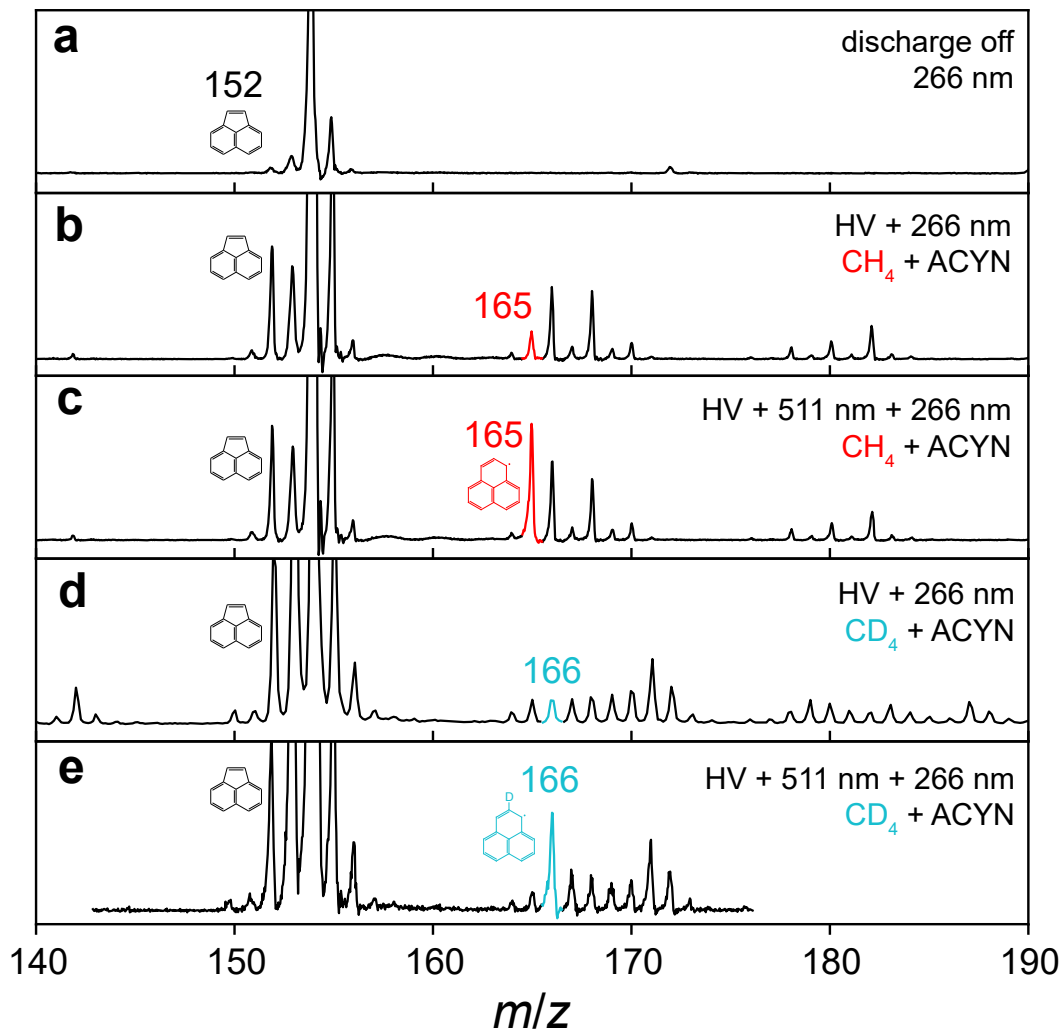 a
discharge off
266 nm
152
b
HV + 266 nm
CH₄ + ACYN
165
c
HV + 511 nm + 266 nm
CH₄ + ACYN
165
d
HV + 266 nm
CD₄ + ACYN
166
e
HV + 511 nm + 266 nm
CD₄ + ACYN
166
D
140 150 160 170 180 190
m/z